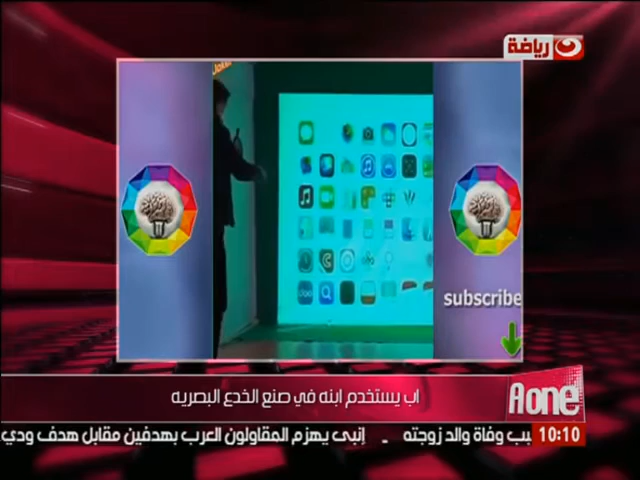 رياضة
subscribe
اب يستخدم ابنه في صنع الخدع البصريه
Aone
10:10
بب وفاة والد زوجته _ إنبى يهزم المقاولون العرب بهدفين مقابل هدف ودي